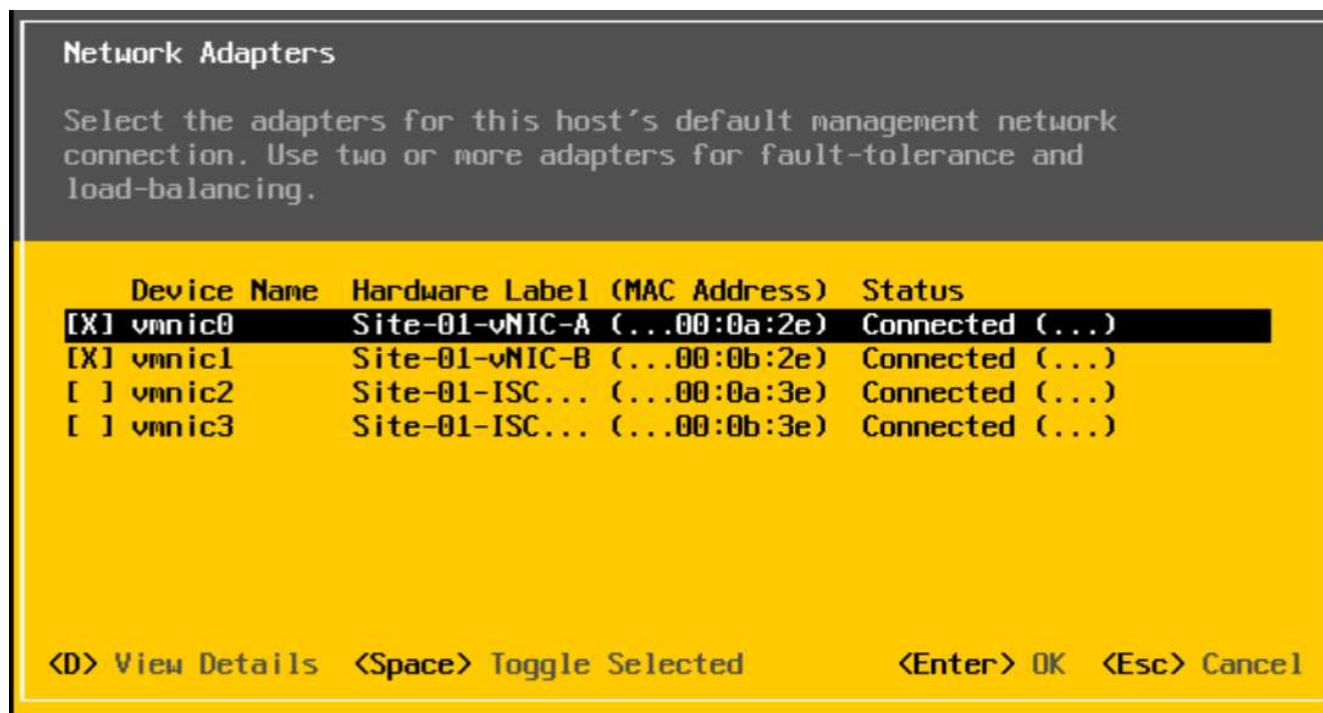 Network Adapters
Select the adapters for this host's default management network
connection. Use two or more adapters for fault-tolerance and
load-balancing.
Device Name Hardware Label (MAC Address) Status
[X] vmnic0 Site-01-vNIC-A (...00:0a:2e) Connected (...)
[X] vmnic1 Site-01-vNIC-B (...00:0b:2e) Connected (...)
[ ] vmnic2 Site-01-ISC... (...00:0a:3e) Connected (...)
[ ] vmnic3 Site-01-ISC... (...00:0b:3e) Connected (...)
<D> View Details <Space> Toggle Selected <Enter> OK <Esc> Cancel